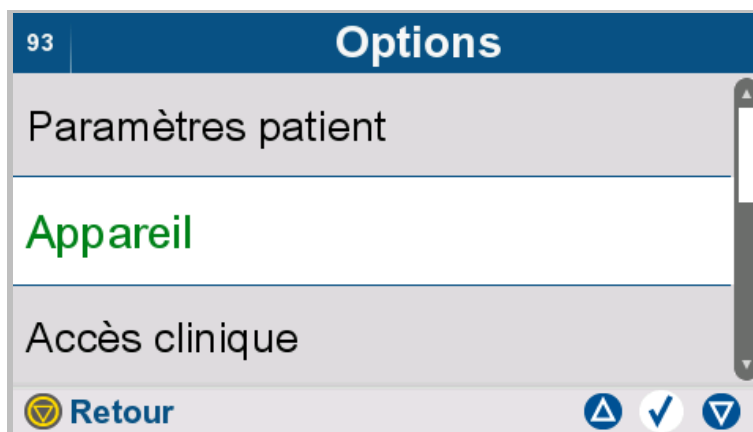 93
Options
Paramètres patient
Appareil
Accès clinique
Retour